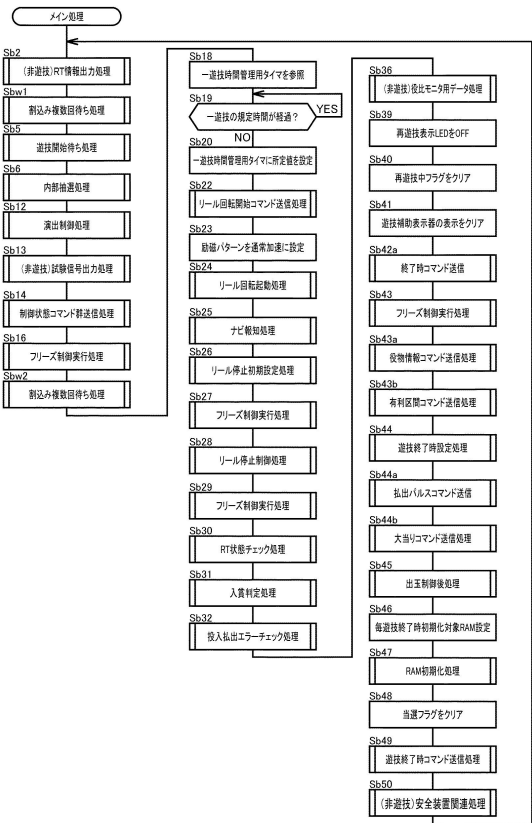 メイン処理
Sb2
(非遊技)RT情報出力処理
Sbw1
割込み複数回待ち処理
Sb5
遊技開始待ち処理
Sb6
内部抽選処理
Sb12
演出制御処理
Sb13
(非遊技)試験信号出力処理
Sb14
制御状態コマンド群送信処理
Sb16
フリーズ制御実行処理
Sbw2
割込み複数回待ち処理
Sb18
一遊技時間管理用タイマを参照
Sb19
一遊技の規定時間が経過?
YES
NO
Sb20
一遊技時間管理用タイマに所定値を設定
Sb22
リール回転開始コマンド送信処理
Sb23
励磁パターンを通常加速に設定
Sb24
リール回転起動処理
Sb25
ナビ報知処理
Sb26
リール停止初期設定処理
Sb27
フリーズ制御実行処理
Sb28
リール停止制御処理
Sb29
フリーズ制御実行処理
Sb30
RT状態チェック処理
Sb31
入賞判定処理
Sb32
投入払出エラーチェック処理
Sb36
(非遊技)役比モニタ用データ処理
Sb39
再遊技表示LEDをOFF
Sb40
再遊技中フラグをクリア
Sb41
遊技補助表示器の表示をクリア
Sb42a
終了時コマンド送信
Sb43
フリーズ制御実行処理
Sb43a
役物情報コマンド送信処理
Sb43b
有利区間コマンド送信処理
Sb44
遊技終了時設定処理
Sb44a
払出パルスコマンド送信
Sb44b
大当りコマンド送信処理
Sb45
出玉制御後処理
Sb46
毎遊技終了時初期化対象RAM設定
Sb47
RAM初期化処理
Sb48
当選フラグをクリア
Sb49
遊技終了時コマンド送信処理
Sb50
(非遊技)安全装置関連処理